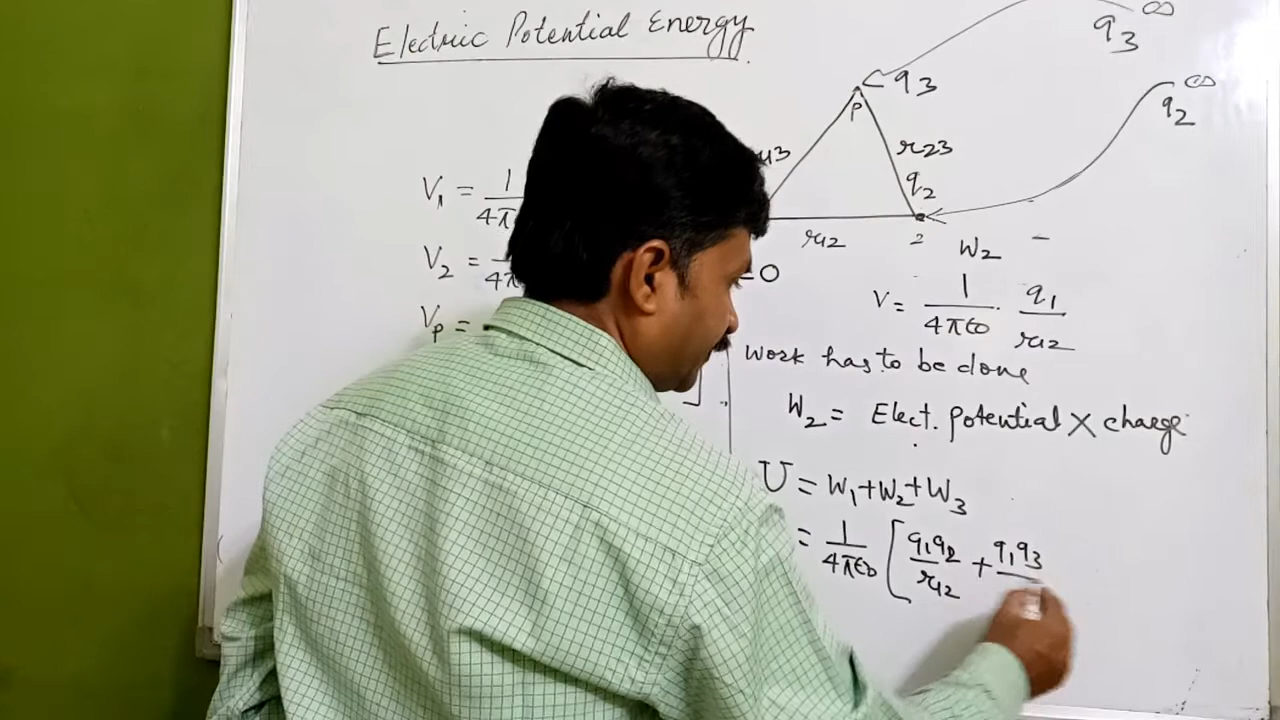 Electric Potential Energy
∞
q3
q3
P
∞
q2
r23
q2
r12
2
W2
V1 = 1/4π
V2 =
4π
Vp =
=0
V = 1/4πε0 · q1/r12
Work has to be done
W2 = Elect. potential X charge
U = W1+W2+W3
= 1/4πε0 [ q1q2/r12 + q1q3